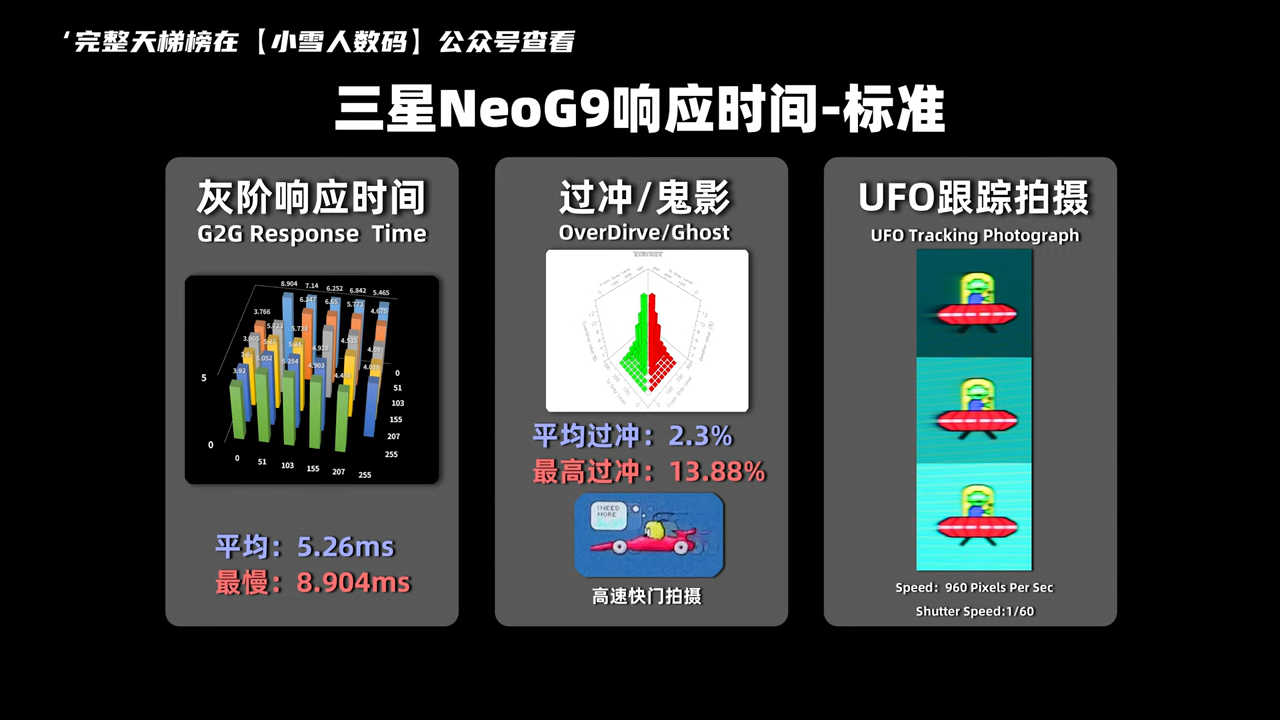 ‘完整天梯榜在【小雪人数码】公众号查看
三星NeoG9响应时间-标准
灰阶响应时间
G2G Response Time
8.904 7.14 6.252 6.842 5.465
3.766
5
0
0 51 103 155 207 255
0
51
103
155
207
255
平均：5.26ms
最慢：8.904ms
过冲/鬼影
OverDirve/Ghost
平均过冲：2.3%
最高过冲：13.88%
I NEED
MORE
高速快门拍摄
UFO跟踪拍摄
UFO Tracking Photograph
Speed：960 Pixels Per Sec
Shutter Speed:1/60